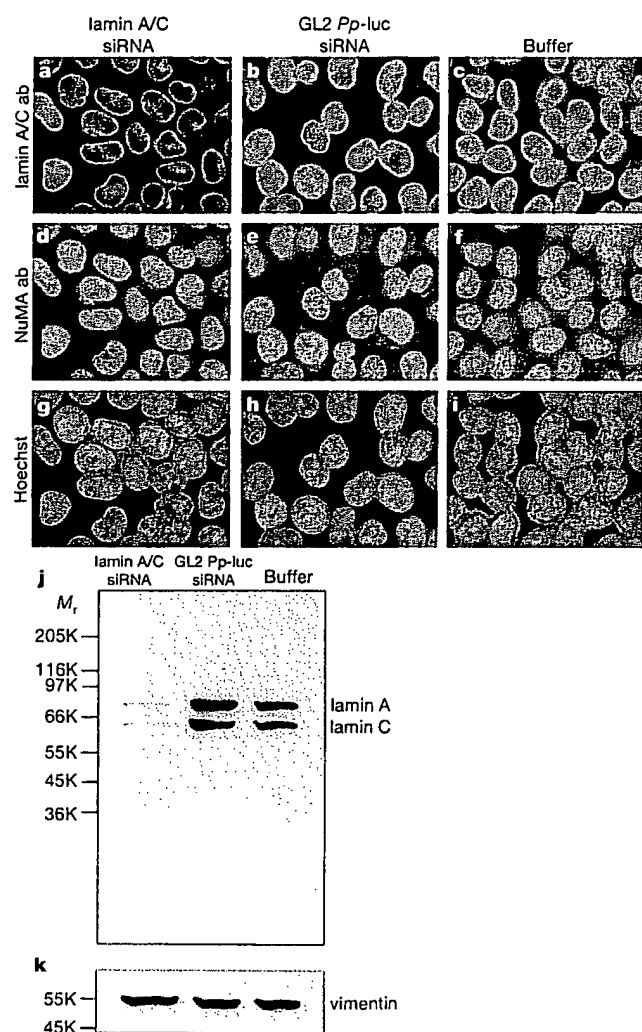 lamin A/C siRNA
GL2 Pp-luc siRNA
Buffer
lamin A/C ab
a
b
c
NuMA ab
d
e
f
Hoechst
g
h
i
j
lamin A/C siRNA
GL2 Pp-luc siRNA
Buffer
Mr
205K
116K
97K
66K
55K
45K
36K
lamin A
lamin C
k
55K
45K
vimentin